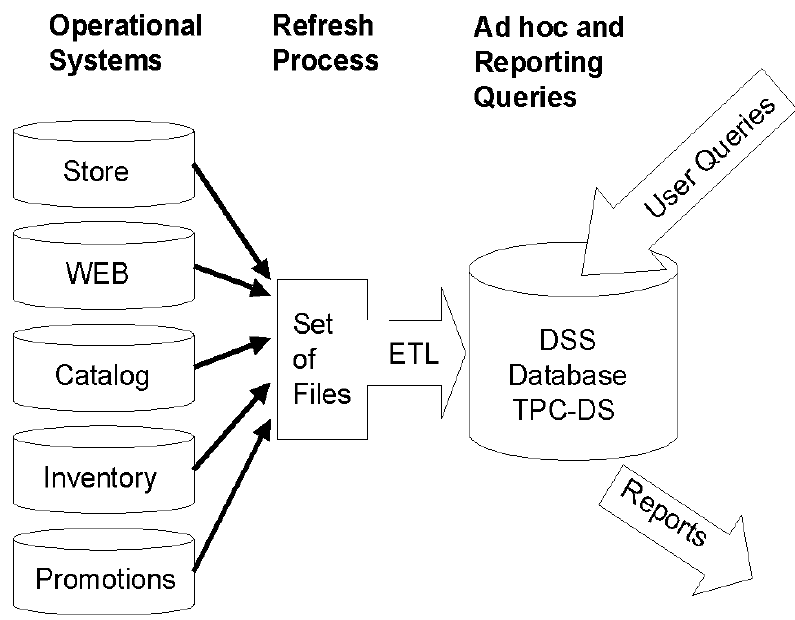 Operational
Systems
Refresh
Process
Ad hoc and
Reporting
Queries
Store
WEB
Catalog
Inventory
Promotions
Set
of
Files
ETL
User Queries
DSS
Database
TPC-DS
Reports